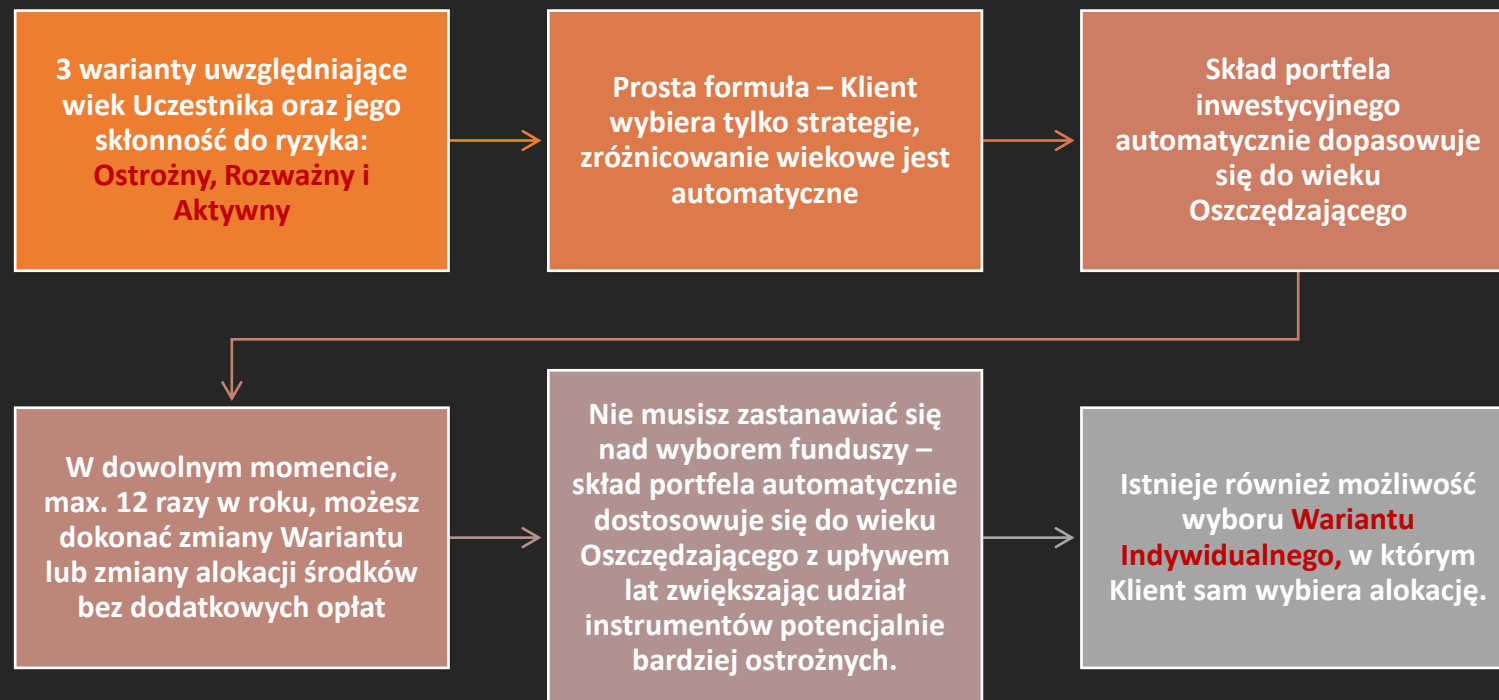 3 warianty uwzględniające
wiek Uczestnika oraz jego
skłonność do ryzyka:
Ostrożny, Rozważny i
Aktywny
Prosta formuła – Klient
wybiera tylko strategie,
zróżnicowanie wiekowe jest
automatyczne
Skład portfela
inwestycyjnego
automatycznie dopasowuje
się do wieku
Oszczędzającego
W dowolnym momencie,
max. 12 razy w roku, możesz
dokonać zmiany Wariantu
lub zmiany alokacji środków
bez dodatkowych opłat
Nie musisz zastanawiać się
nad wyborem funduszy –
skład portfela automatycznie
dostosowuje się do wieku
Oszczędzającego z upływem
lat zwiększając udział
instrumentów potencjalnie
bardziej ostrożnych.
Istnieje również możliwość
wyboru Wariantu
Indywidualnego, w którym
Klient sam wybiera alokację.